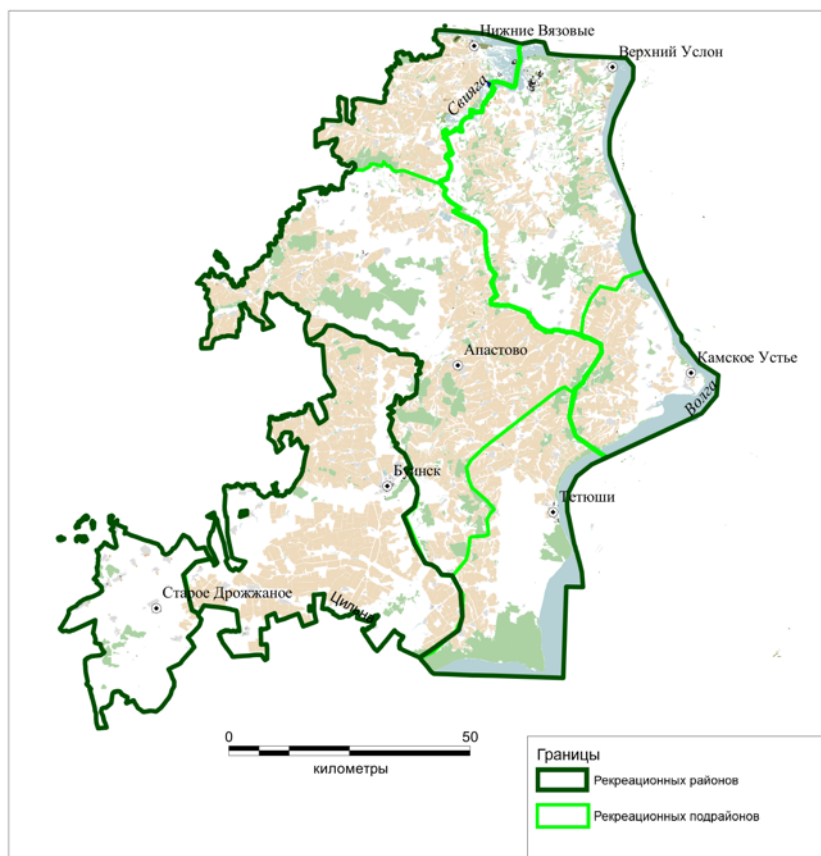 Нижние Вязовые
Верхний Услон
Свияга
Апастово
Камское Устье
Волга
Буинск
Тетюши
Старое Дрожжаное
Цильна
0 50
километры
Границы
Рекреационных районов
Рекреационных подрайонов